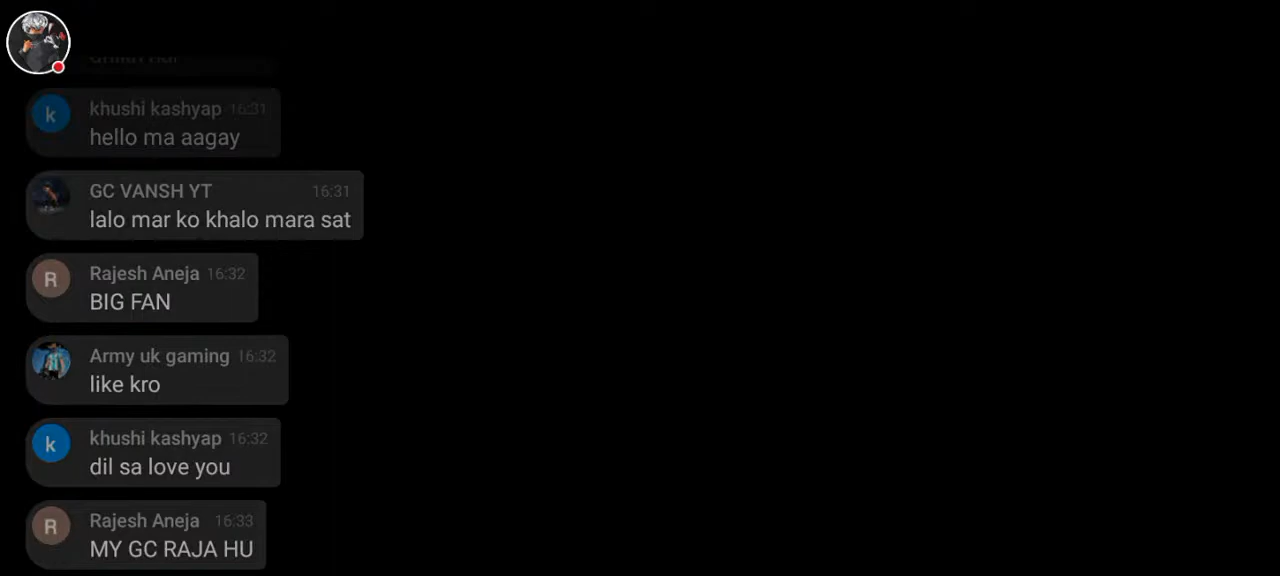 khushi kashyap 16:31
hello ma aagay
GC VANSH YT 16:31
lalo mar ko khalo mara sat
R
Rajesh Aneja 16:32
BIG FAN
Army uk gaming 16:32
like kro
k
khushi kashyap 16:32
dil sa love you
R
Rajesh Aneja 16:33
MY GC RAJA HU